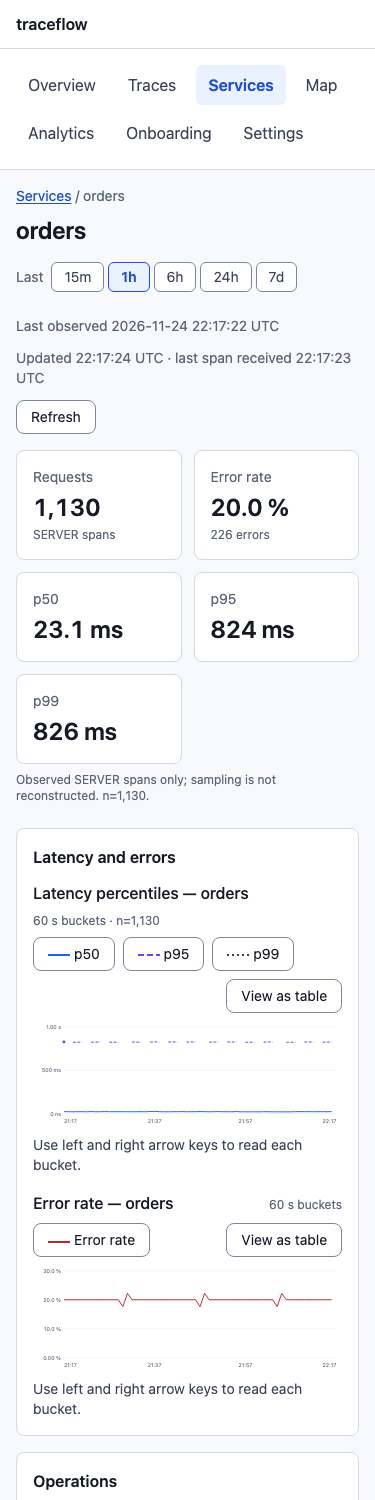 traceflow
Overview Traces Services Map
Analytics Onboarding Settings
Services / orders
orders
Last 15m 1h 6h 24h 7d
Last observed 2026-11-24 22:17:22 UTC
Updated 22:17:24 UTC · last span received 22:17:23
UTC
Refresh
Requests
1,130
SERVER spans
Error rate
20.0 %
226 errors
p50
23.1 ms
p95
824 ms
p99
826 ms
Observed SERVER spans only; sampling is not
reconstructed. n=1,130.
Latency and errors
Latency percentiles — orders
60 s buckets · n=1,130
p50 p95 p99
View as table
1.00 s
500 ms
0 ns
21:17 21:37 21:57 22:17
Use left and right arrow keys to read each
bucket.
Error rate — orders 60 s buckets
Error rate View as table
30.0 %
20.0 %
10.0 %
0.00 %
21:17 21:37 21:57 22:17
Use left and right arrow keys to read each
bucket.
Operations